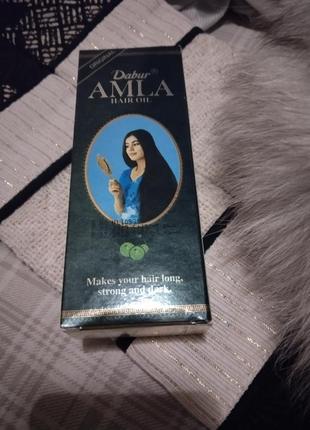 ORIGINAL
Dabur
AMLA
HAIR OIL
Makes your hair long,
strong and dark.